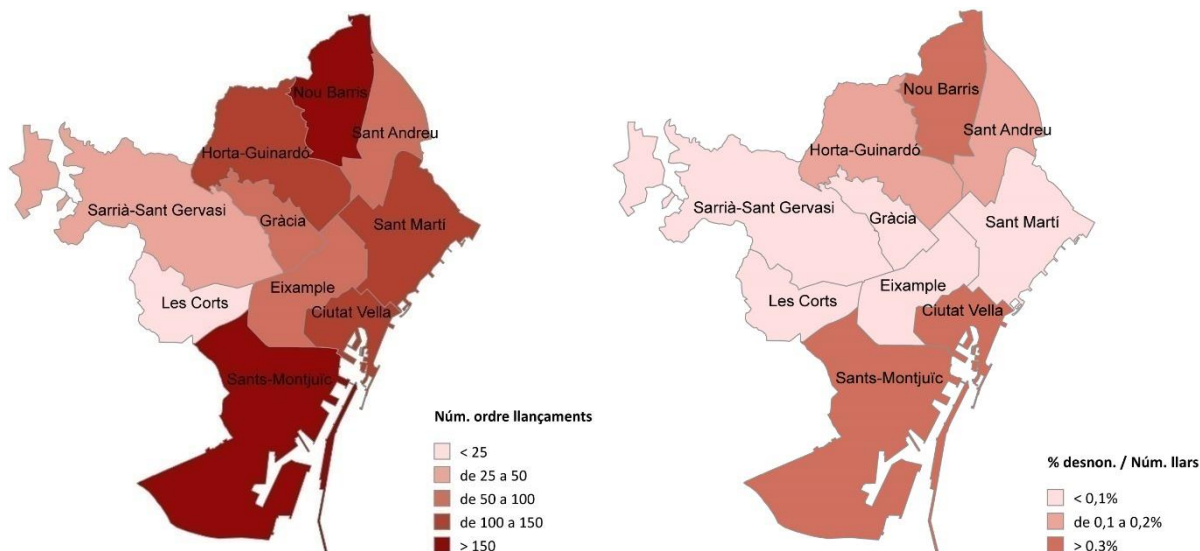 Nou Barris
Sant Andreu
Horta-Guinardó
Sarrià-Sant Gervasi
Gràcia
Sant Martí
Les Corts
Eixample
Ciutat Vella
Sants-Montjuïc
Núm. ordre llançaments
< 25
de 25 a 50
de 50 a 100
de 100 a 150
> 150
Nou Barris
Sant Andreu
Horta-Guinardó
Sarrià-Sant Gervasi
Gràcia
Sant Martí
Les Corts
Eixample
Ciutat Vella
Sants-Montjuïc
% desnon. / Núm. llars
< 0,1%
de 0,1 a 0,2%
> 0,3%